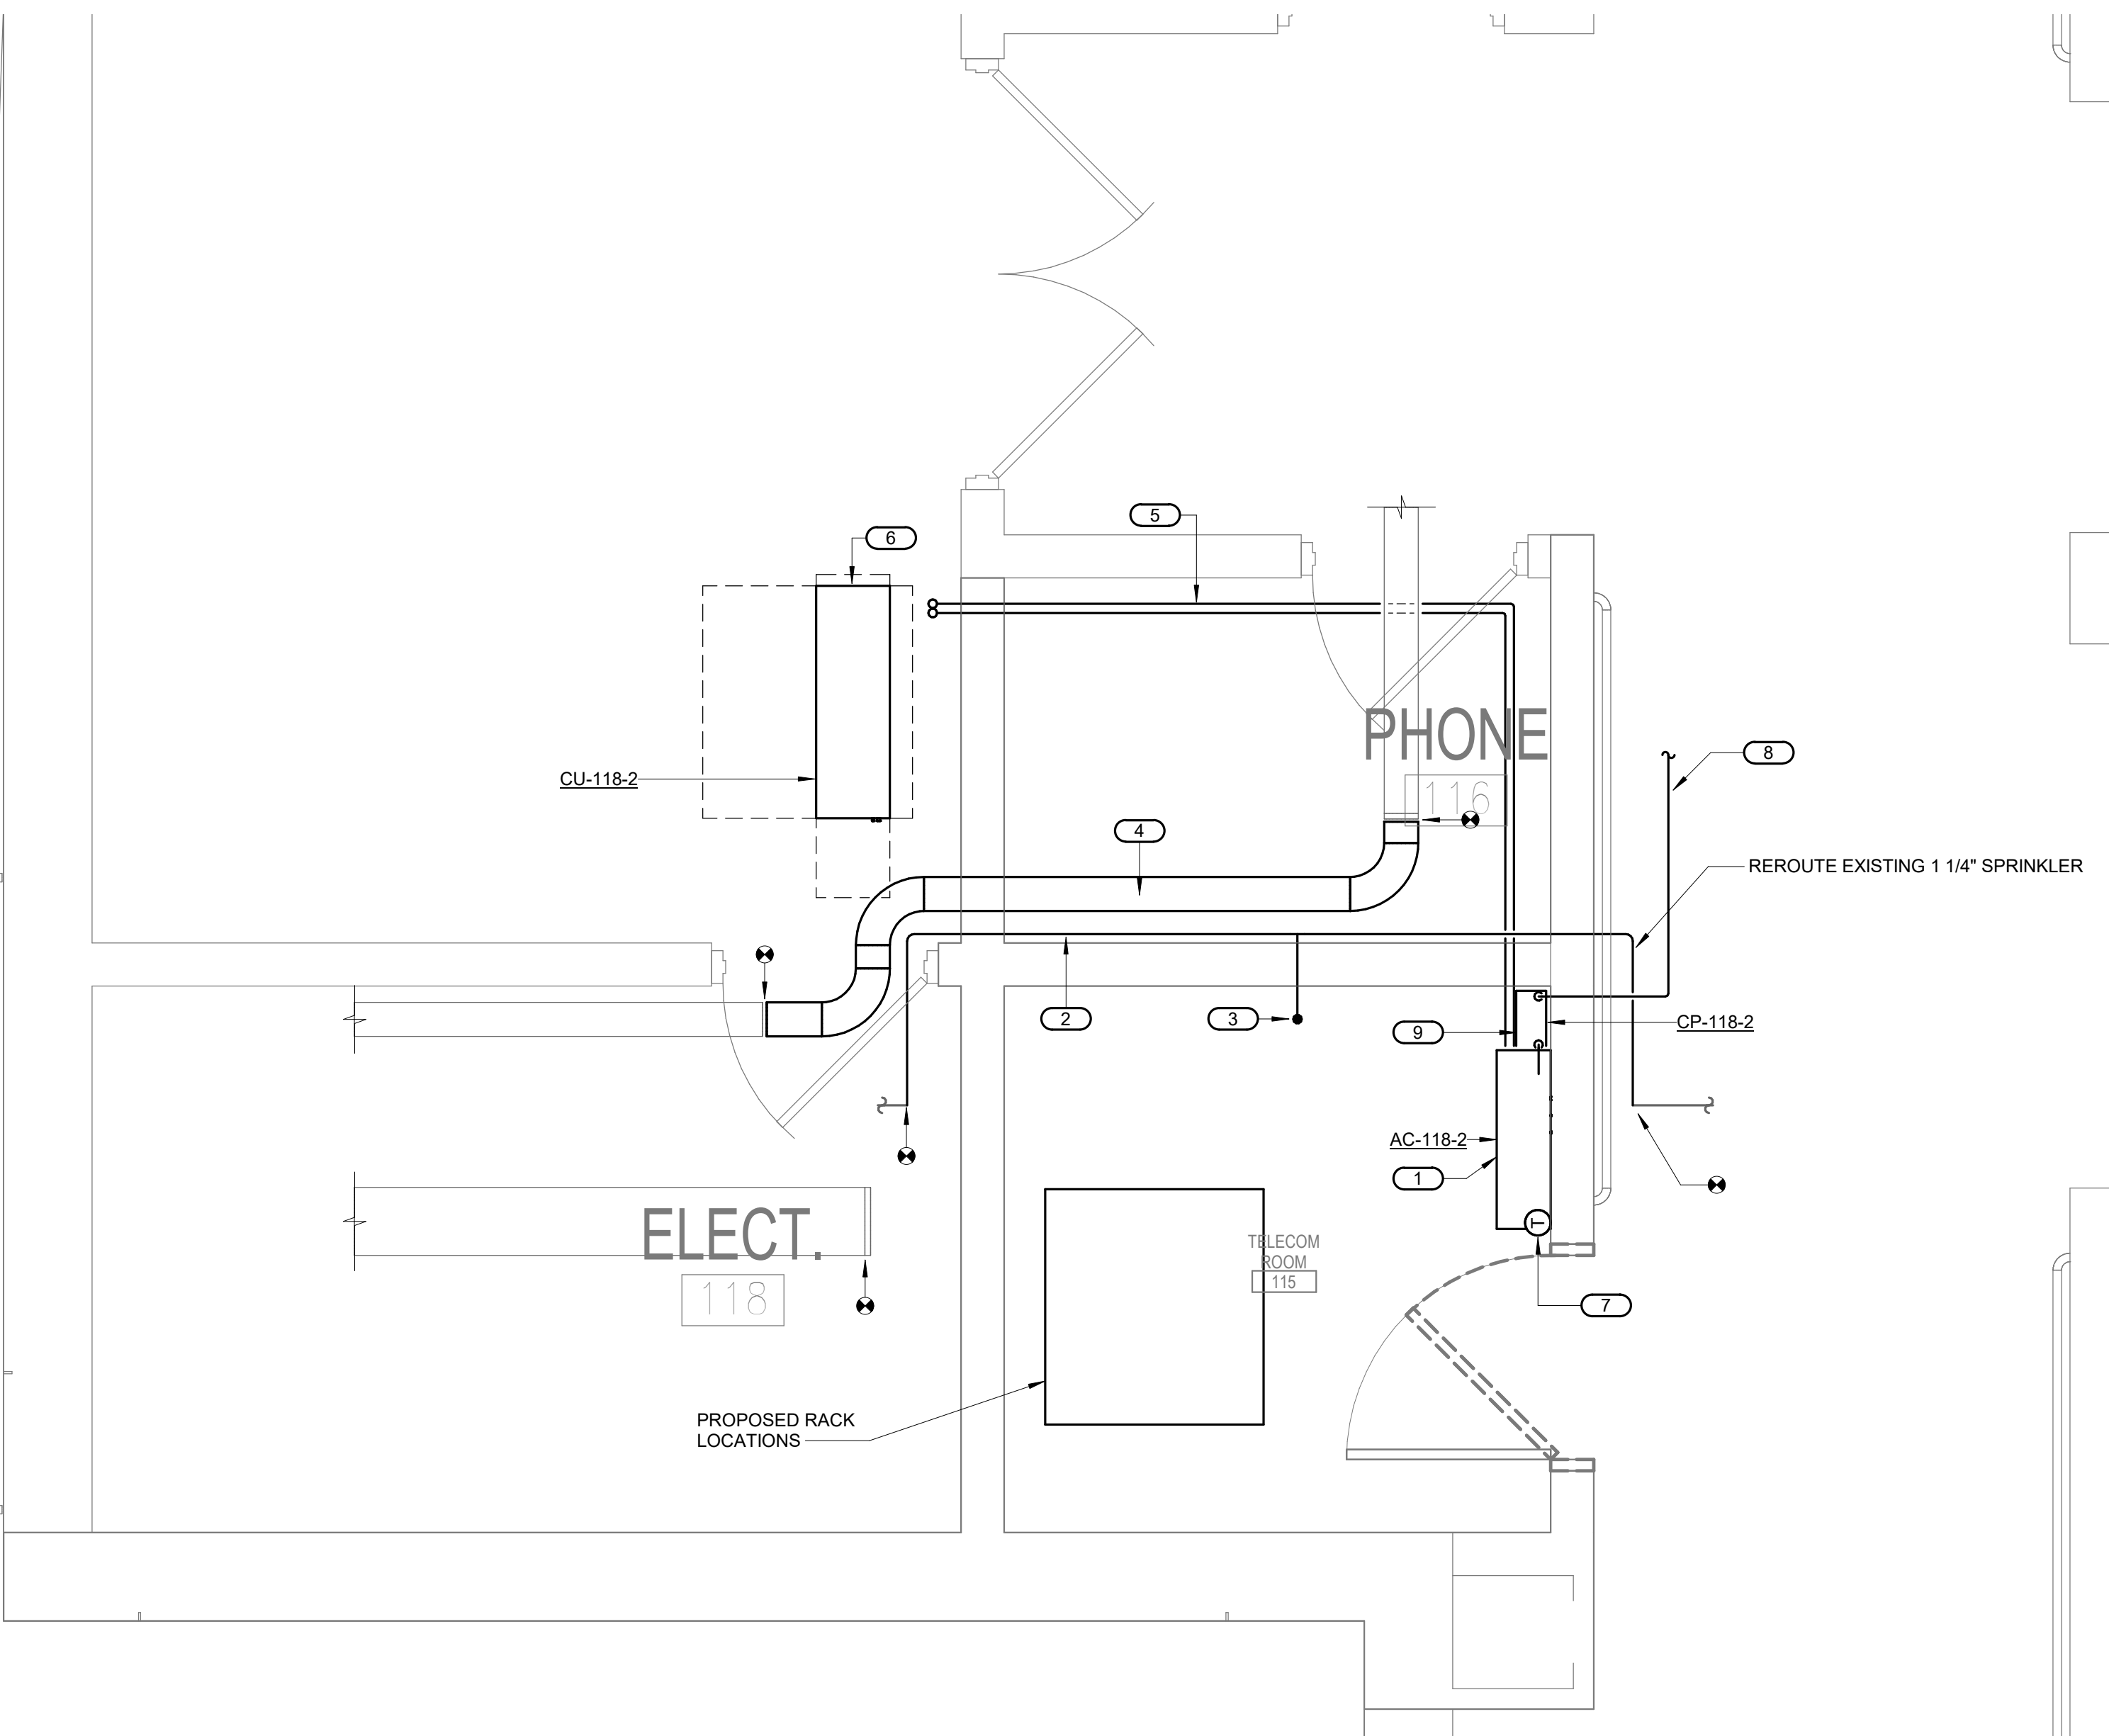 5
6
PHONE
116
8
CU-118-2
4
REROUTE EXISTING 1 1/4" SPRINKLER
2
3
9
CP-118-2
AC-118-2
1
T
ELECT.
118
TELECOM
ROOM
115
7
PROPOSED RACK
LOCATIONS